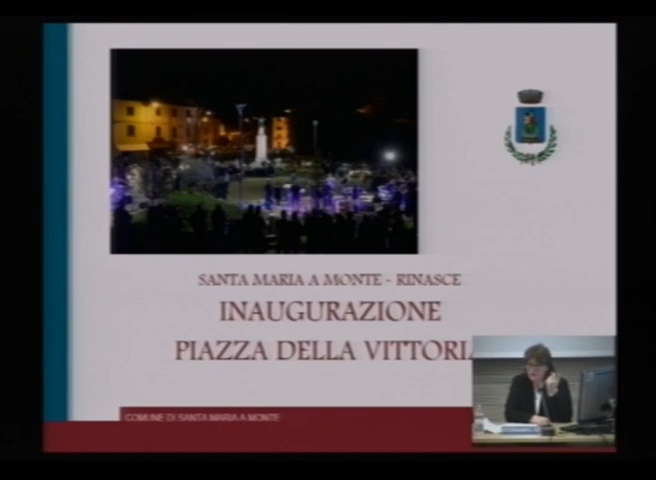 SANTA MARIA A MONTE - RINASCE
INAUGURAZIONE
PIAZZA DELLA VITTORIA
COMUNE DI SANTA MARIA A MONTE